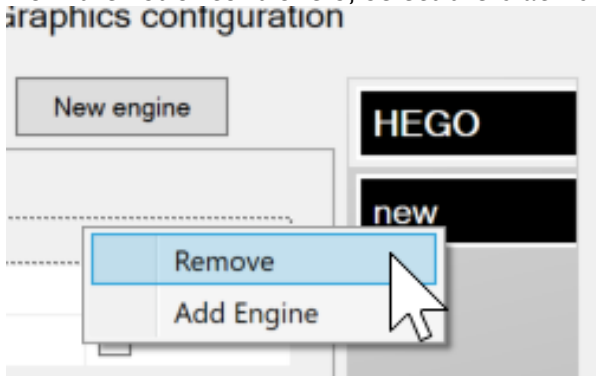 Graphics configuration
New engine
HEGO
new
Remove
Add Engine